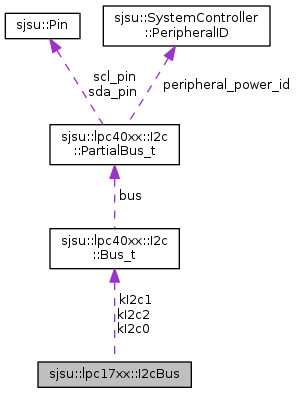 sjsu::Pin
sjsu::SystemController
::PeripheralID
scl_pin
sda_pin
peripheral_power_id
sjsu::lpc40xx::I2c
::PartialBus_t
bus
sjsu::lpc40xx::I2c
::Bus_t
kI2c1
kI2c2
kI2c0
sjsu::lpc17xx::I2cBus